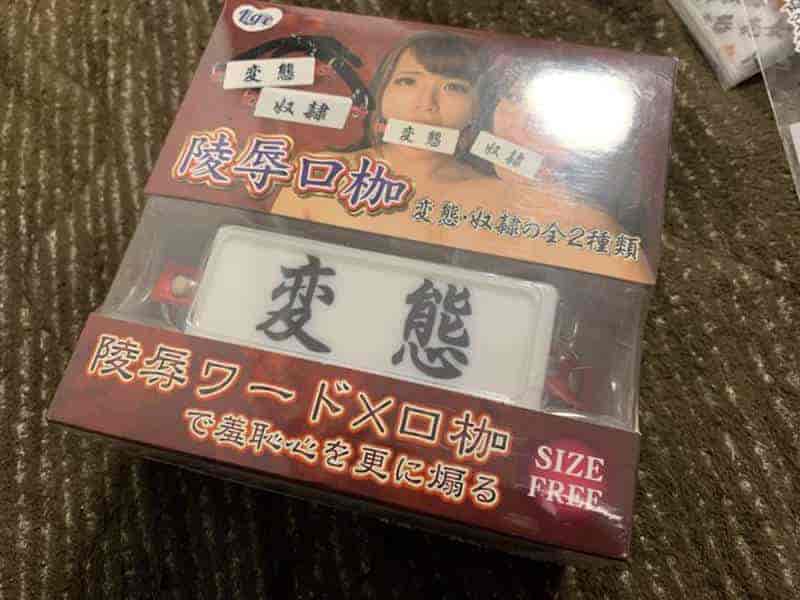 変態
奴隷
変態
奴隷
陵辱口枷
変態・奴隷の全2種類
変態
陵辱ワード×口枷
で羞恥心を更に煽る
SIZE
FREE